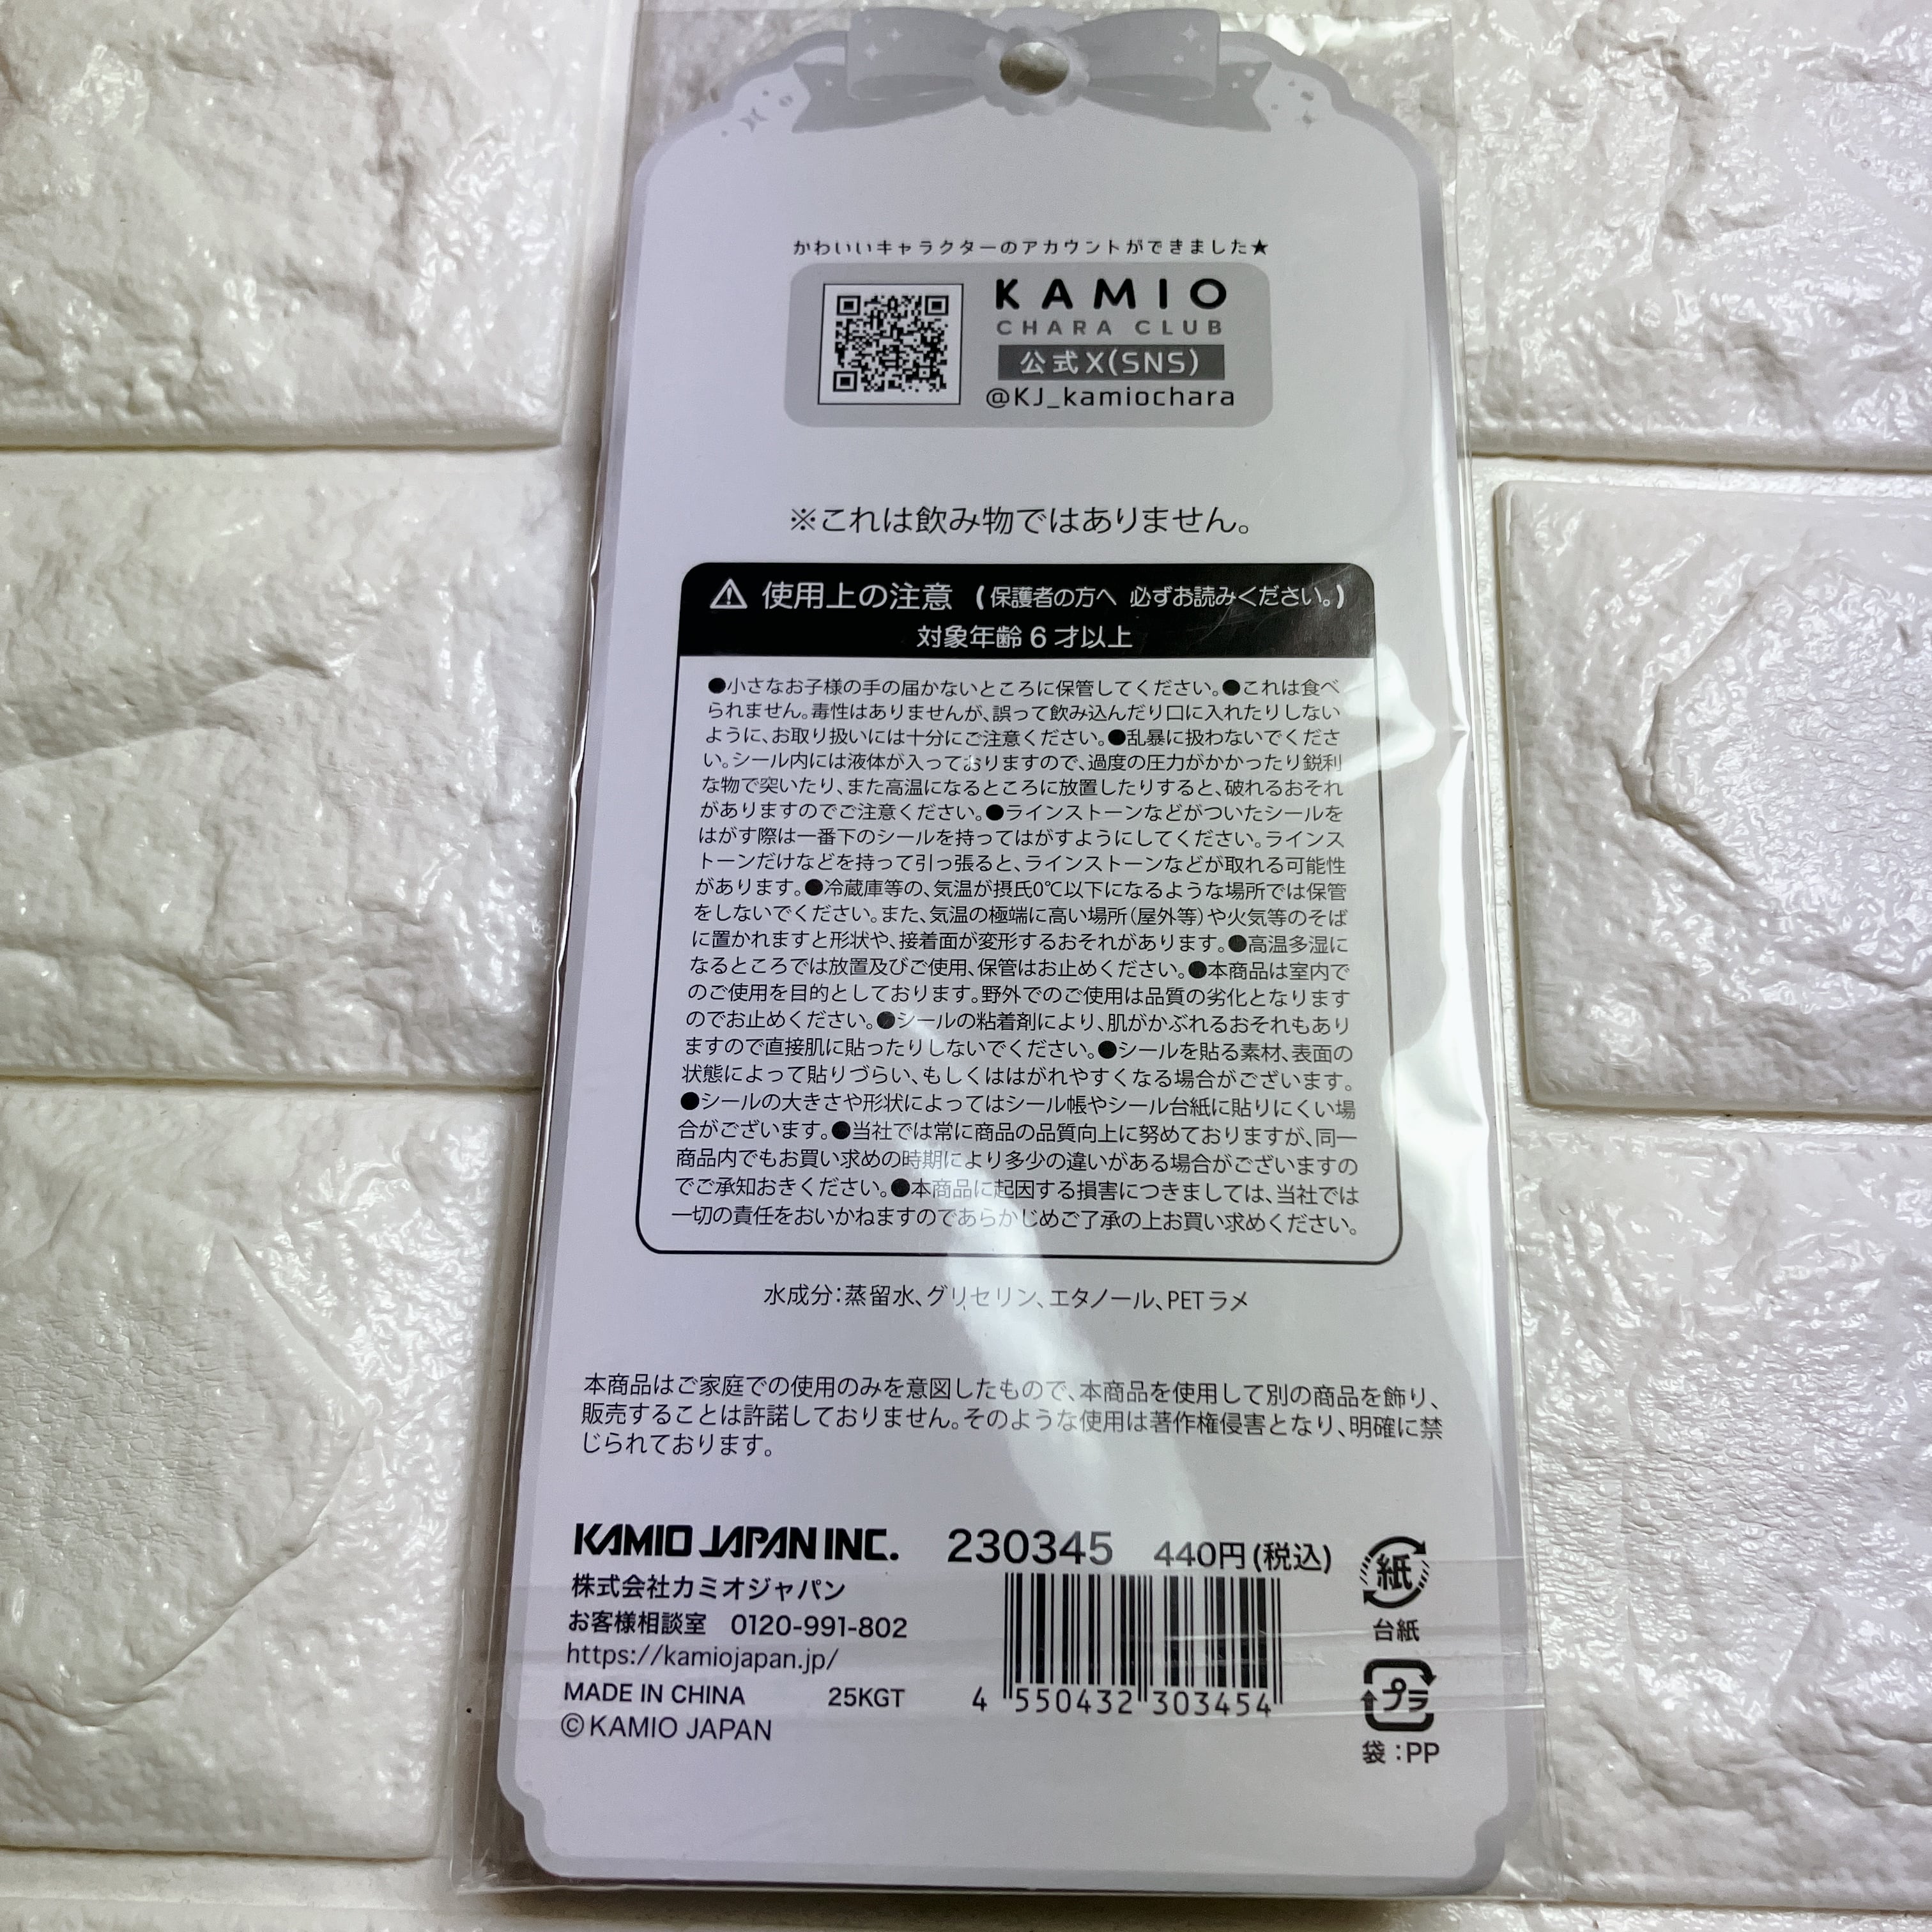 かわいいキャラクターのアカウントができました★
KAMIO
CHARA CLUB
公式X(SNS)
@KJ_kamiochara
※これは飲み物ではありません。
使用上の注意 (保護者の方へ 必ずお読みください。)
対象年齢 6 才以上
●小さなお子様の手の届かないところに保管してください。●これは食べ
られません。毒性はありませんが、誤って飲み込んだり口に入れたりしない
ように、お取り扱いには十分にご注意ください。●乱暴に扱わないでくださ
い。シール内には液体が入っておりますので、過度の圧力がかかったり鋭利
な物で突いたり、また高温になるところに放置したりすると、破れるおそれ
がありますのでご注意ください。●ラインストーンなどがついたシールを
はがす際は一番下のシールを持ってはがすようにしてください。ラインス
トーンだけなどを持って引っ張ると、ラインストーンなどが取れる可能性
があります。●冷蔵庫等の、気温が摂氏0℃以下になるような場所では保管
をしないでください。また、気温の極端に高い場所(屋外等)や火気等のそば
に置かれますと形状や、接着面が変形するおそれがあります。●高温多湿に
なるところでは放置及びご使用、保管はお止めください。●本商品は室内で
のご使用を目的としております。野外でのご使用は品質の劣化となります
のでお止めください。●シールの粘着剤により、肌がかぶれるおそれもあり
ますので直接肌に貼ったりしないでください。●シールを貼る素材、表面の
状態によって貼りづらい、もしくははがれやすくなる場合がございます。
●シールの大きさや形状によってはシール帳やシール台紙に貼りにくい場
合がございます。●当社では常に商品の品質向上に努めておりますが、同一
商品内でもお買い求めの時期により多少の違いがある場合がございますの
でご承知おきください。●本商品に起因する損害につきましては、当社では
一切の責任をおいかねますのであらかじめご了承の上お買い求めください。
水成分：蒸留水、グリセリン、エタノール、PETラメ
本商品はご家庭での使用のみを意図したもので、本商品を使用して別の商品を飾り、
販売することは許諾しておりません。そのような使用は著作権侵害となり、明確に禁
じられております。
KAMIO JAPAN INC. 230345 440円(税込)
株式会社カミオジャパン
お客様相談室 0120-991-802
https://kamiojapan.jp/
MADE IN CHINA 25KGT
©KAMIO JAPAN
4 550432 303454
紙
台紙
プラ
袋：PP